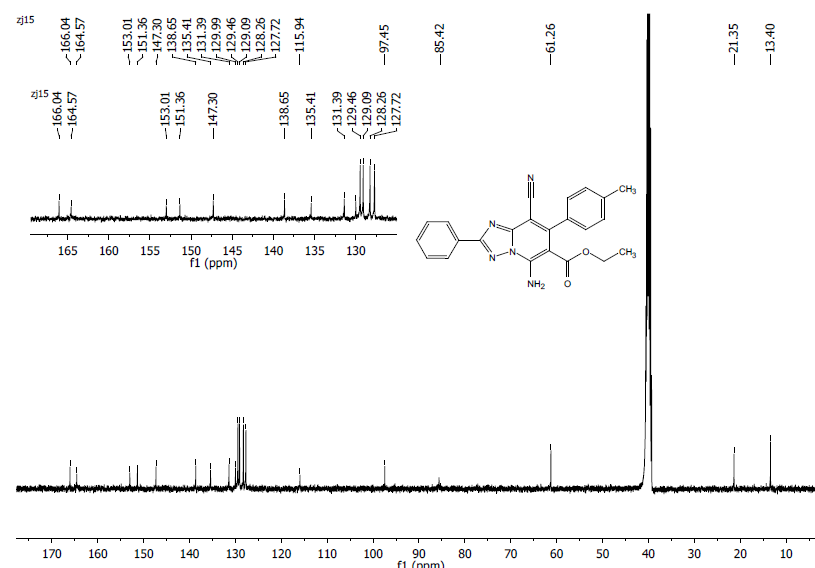 zj15
166.04
164.57
153.01
151.36
147.30
138.65
135.41
131.39
129.99
129.46
129.09
128.26
127.72
115.94
97.45
85.42
61.26
21.35
13.40
zj15
166.04
164.57
153.01
151.36
147.30
138.65
135.41
131.39
129.46
129.09
128.26
127.72
165 160 155 150 145 140 135 130
f1 (ppm)
N
CH3
N
N
N
O
CH3
NH2
O
170 160 150 140 130 120 110 100 90 80 70 60 50 40 30 20 10
f1 (ppm)